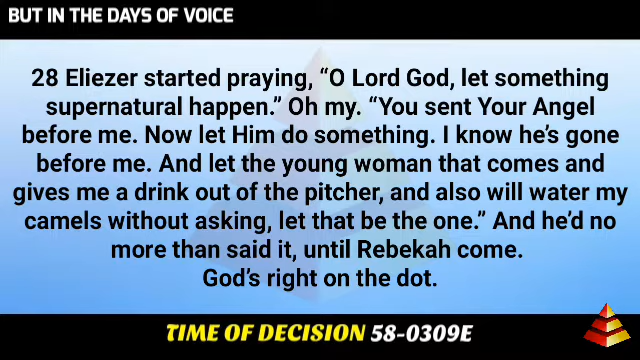 BUT IN THE DAYS OF VOICE
28 Eliezer started praying, “O Lord God, let something
supernatural happen.” Oh my. “You sent Your Angel
before me. Now let Him do something. I know he’s gone
before me. And let the young woman that comes and
gives me a drink out of the pitcher, and also will water my
camels without asking, let that be the one.” And he’d no
more than said it, until Rebekah come.
God’s right on the dot.
TIME OF DECISION 58-0309E